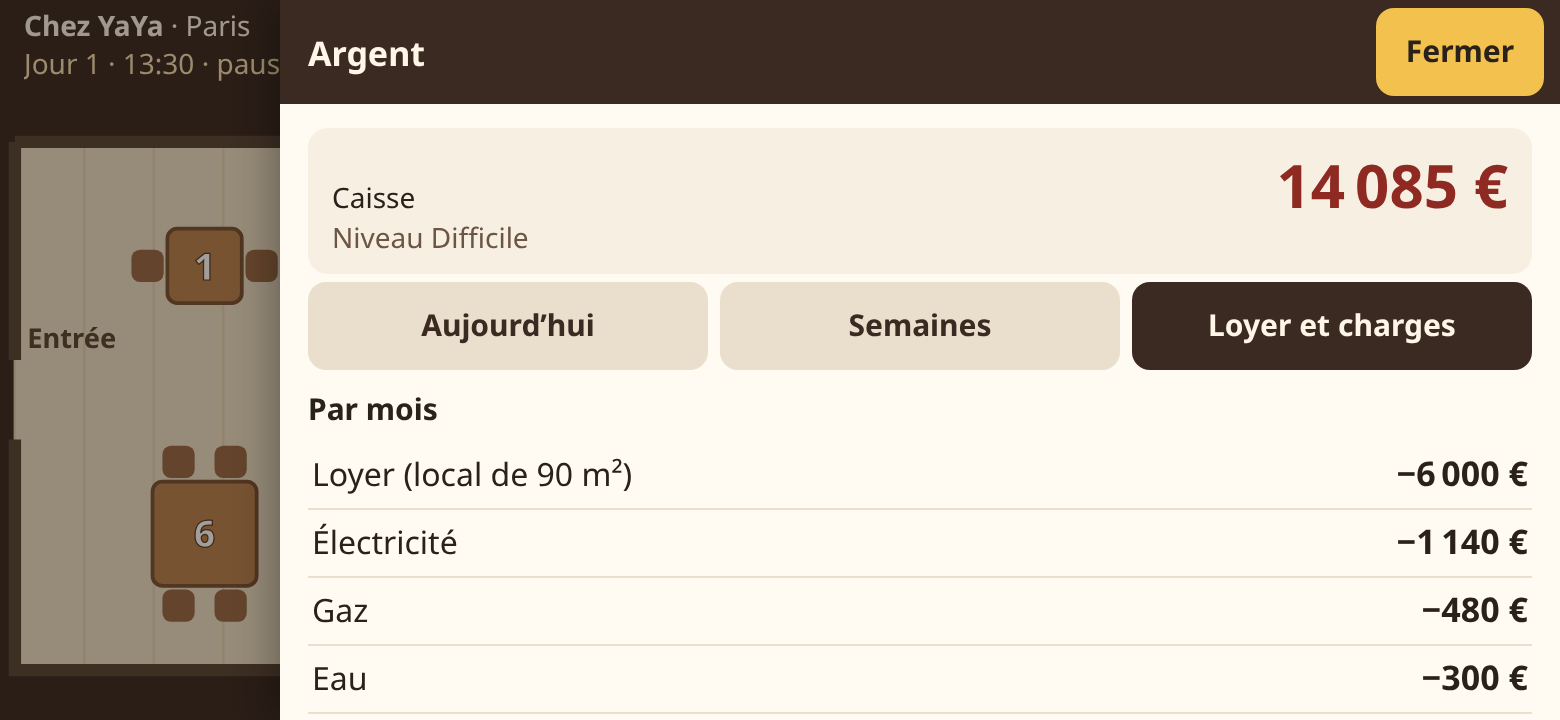 Chez YaYa · Paris
Jour 1 · 13:30 · paus
Argent
Fermer
Caisse
Niveau Difficile
14 085 €
Aujourd’hui
Semaines
Loyer et charges
Par mois
Loyer (local de 90 m²)
−6 000 €
Électricité
−1 140 €
Gaz
−480 €
Eau
−300 €
1
Entrée
6